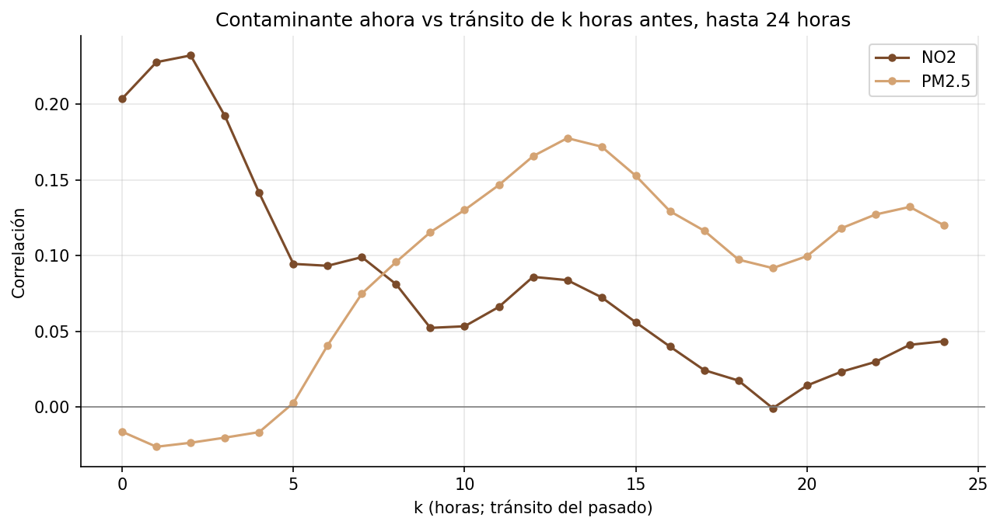 Contaminante ahora vs tránsito de k horas antes, hasta 24 horas
NO2
PM2.5
Correlación
0.20
0.15
0.10
0.05
0.00
0 5 10 15 20 25
k (horas; tránsito del pasado)